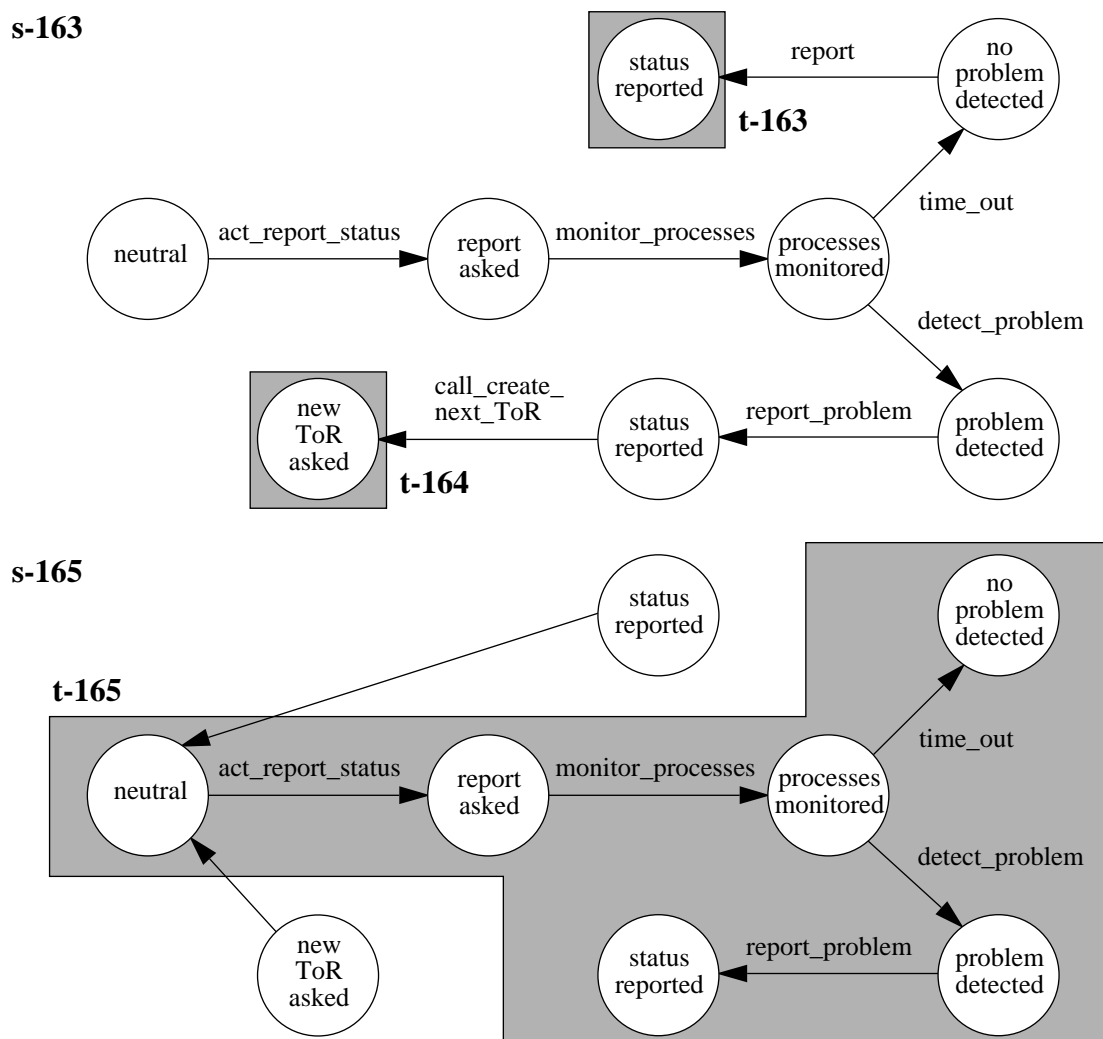 s-163
status
reported
report
no
problem
detected
t-163
time_out
neutral
act_report_status
report
asked
monitor_processes
processes
monitored
detect_problem
new
ToR
asked
call_create_
next_ToR
status
reported
report_problem
problem
detected
t-164
s-165
status
reported
no
problem
detected
t-165
time_out
neutral
act_report_status
report
asked
monitor_processes
processes
monitored
detect_problem
new
ToR
asked
status
reported
report_problem
problem
detected